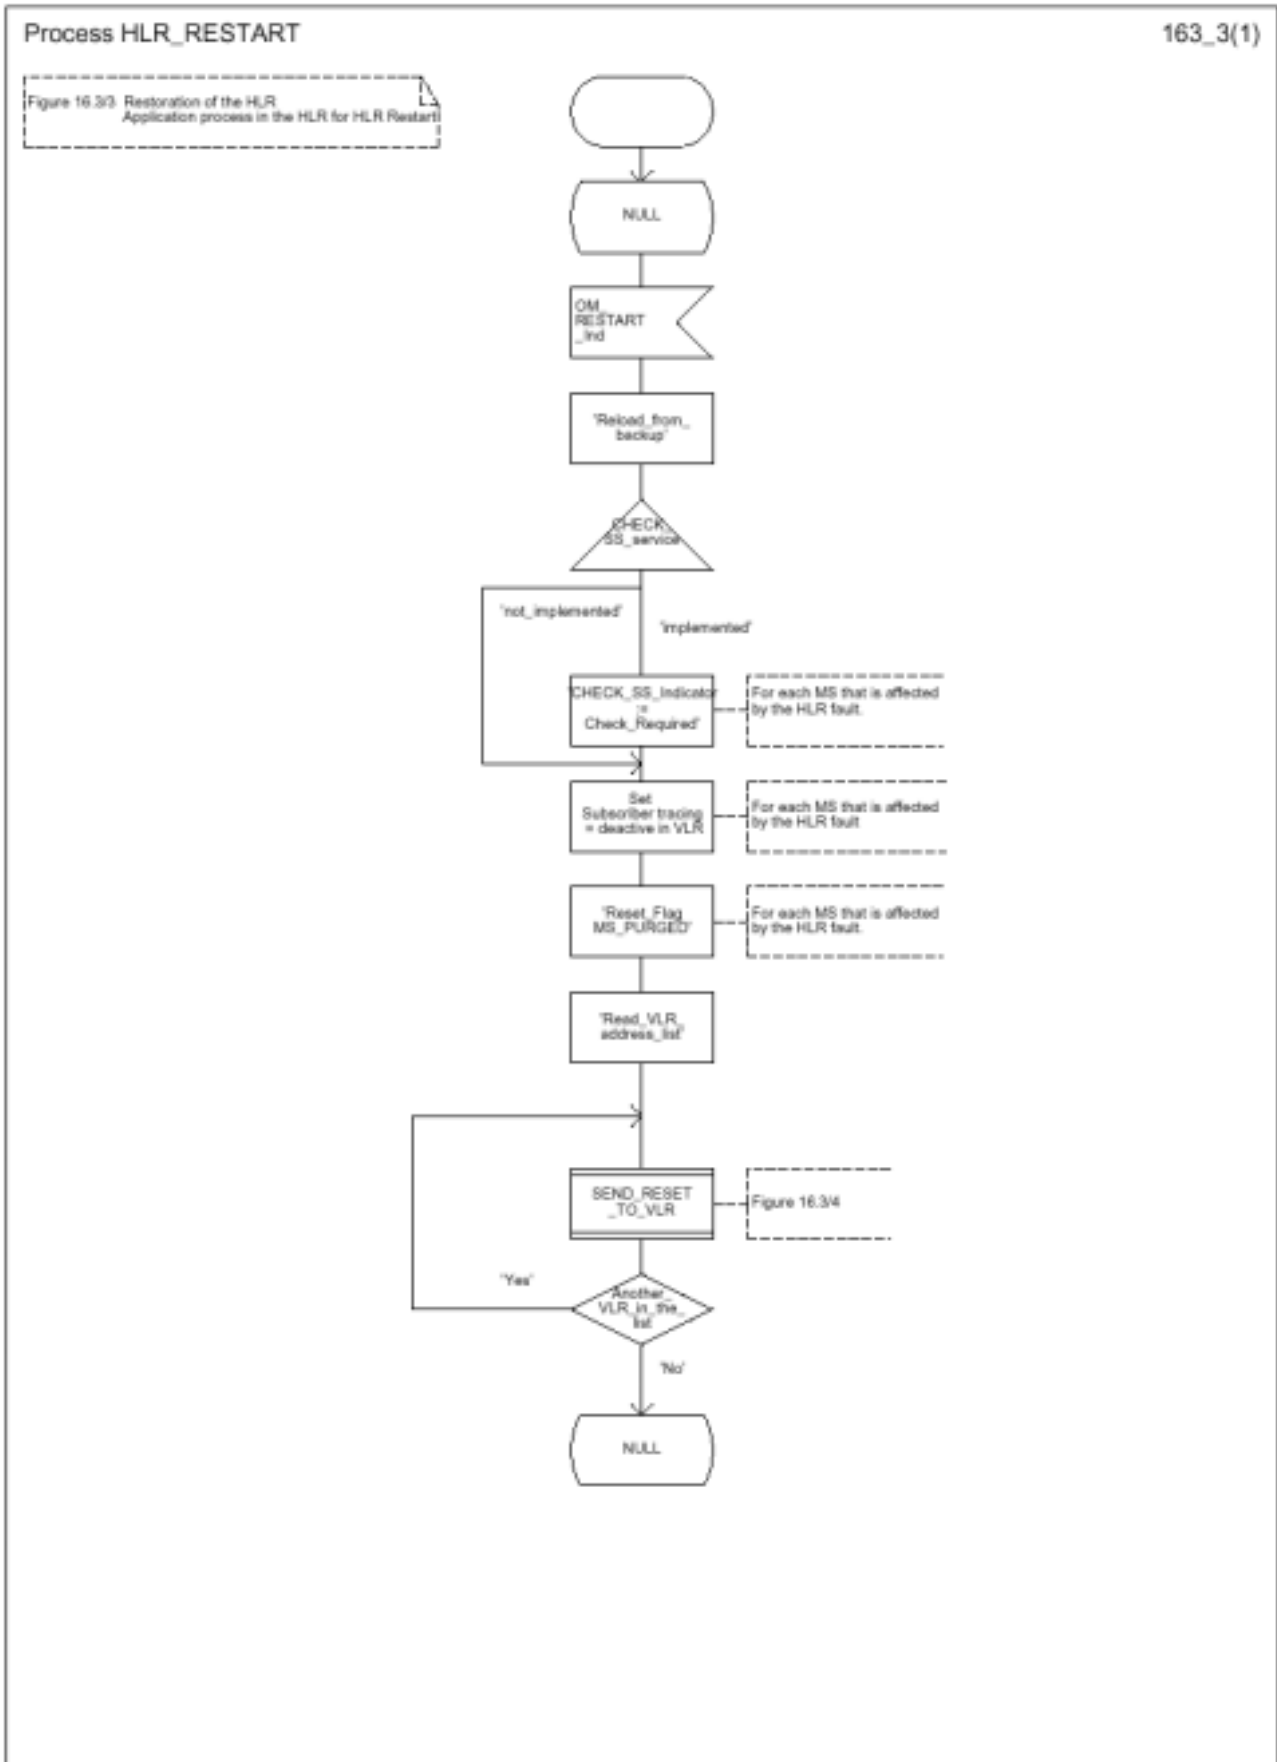 Process HLR_RESTART
163_3(1)
Figure 16.3/3 Restoration of the HLR
Application process in the HLR for HLR Restart
NULL
OM_
RESTART
_Ind
'Reload_from_
backup'
CHECK_
SS_service
'not_implemented'
'implemented'
'CHECK_SS_Indicator
:=
Check_Required'
For each MS that is affected
by the HLR fault.
Set
Subscriber tracing
= deactive in VLR
For each MS that is affected
by the HLR fault
'Reset_Flag
MS_PURGED'
For each MS that is affected
by the HLR fault.
'Read_VLR_
address_list'
SEND_RESET
_TO_VLR
Figure 16.3/4
'Yes'
Another_
VLR_in_the_
list
'No'
NULL